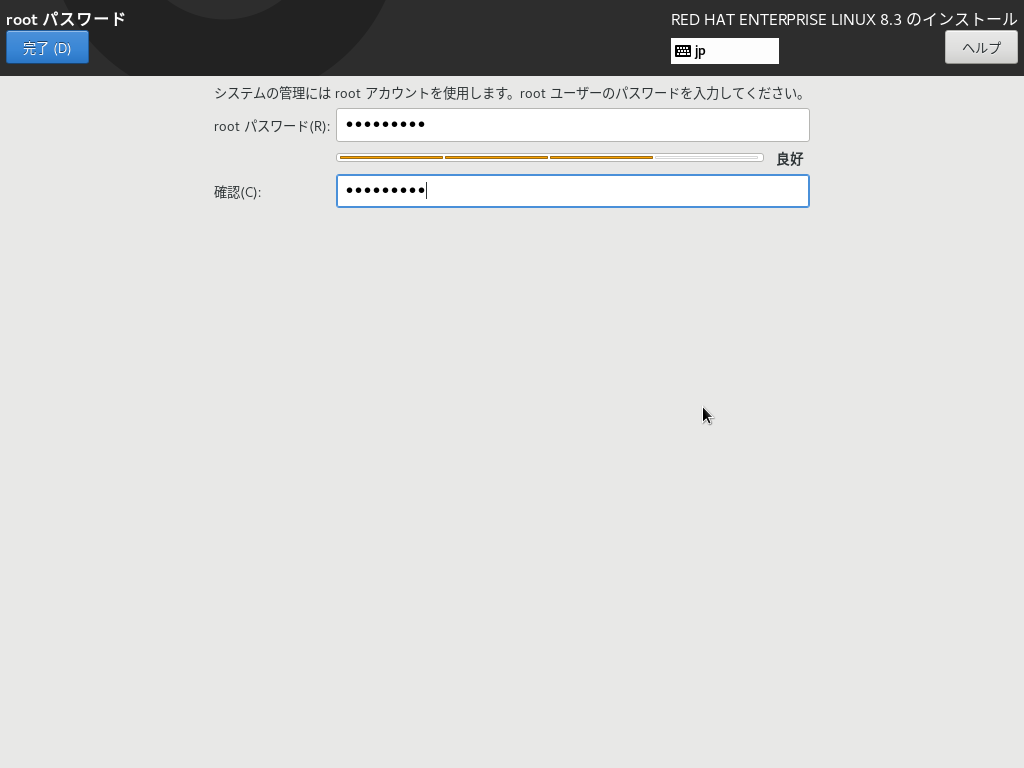 root パスワード
RED HAT ENTERPRISE LINUX 8.3 のインストール
完了 (D)
jp
ヘルプ
システムの管理には root アカウントを使用します。root ユーザーのパスワードを入力してください。
root パスワード(R): •••••••••
良好
確認(C): •••••••••